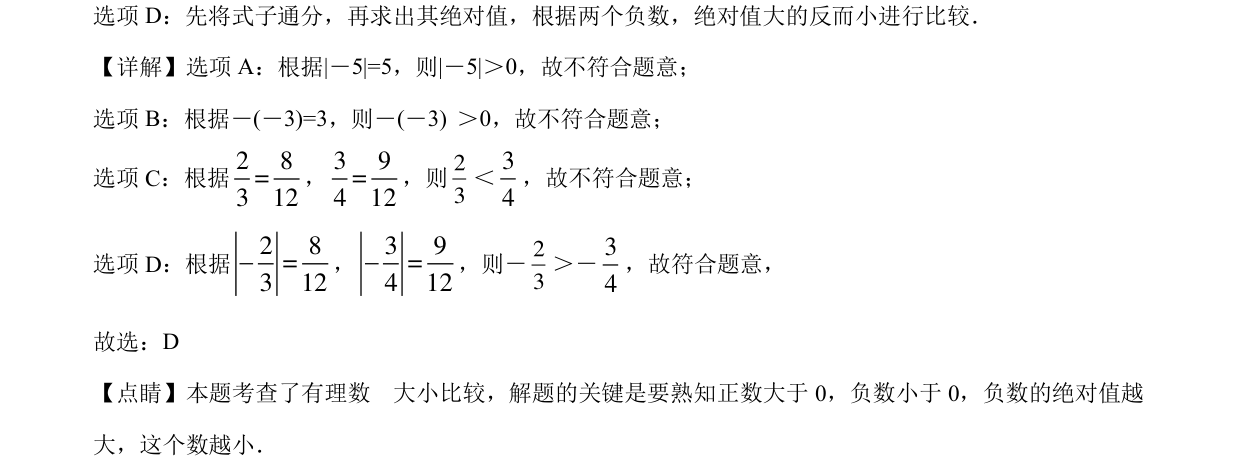 选项 D：先将式子通分，再求出其绝对值，根据两个负数，绝对值大的反而小进行比较．
【详解】选项 A：根据|－5|=5，则|－5|＞0，故不符合题意；
选项 B：根据－(－3)=3，则－(－3) ＞0，故不符合题意；
选项 C：根据2/3=8/12，3/4=9/12，则2/3＜3/4，故不符合题意；
选项 D：根据|-2/3|=8/12，|-3/4|=9/12，则－2/3＞－3/4，故符合题意，
故选：D
【点睛】本题考查了有理数　大小比较，解题的关键是要熟知正数大于 0，负数小于 0，负数的绝对值越
大，这个数越小．